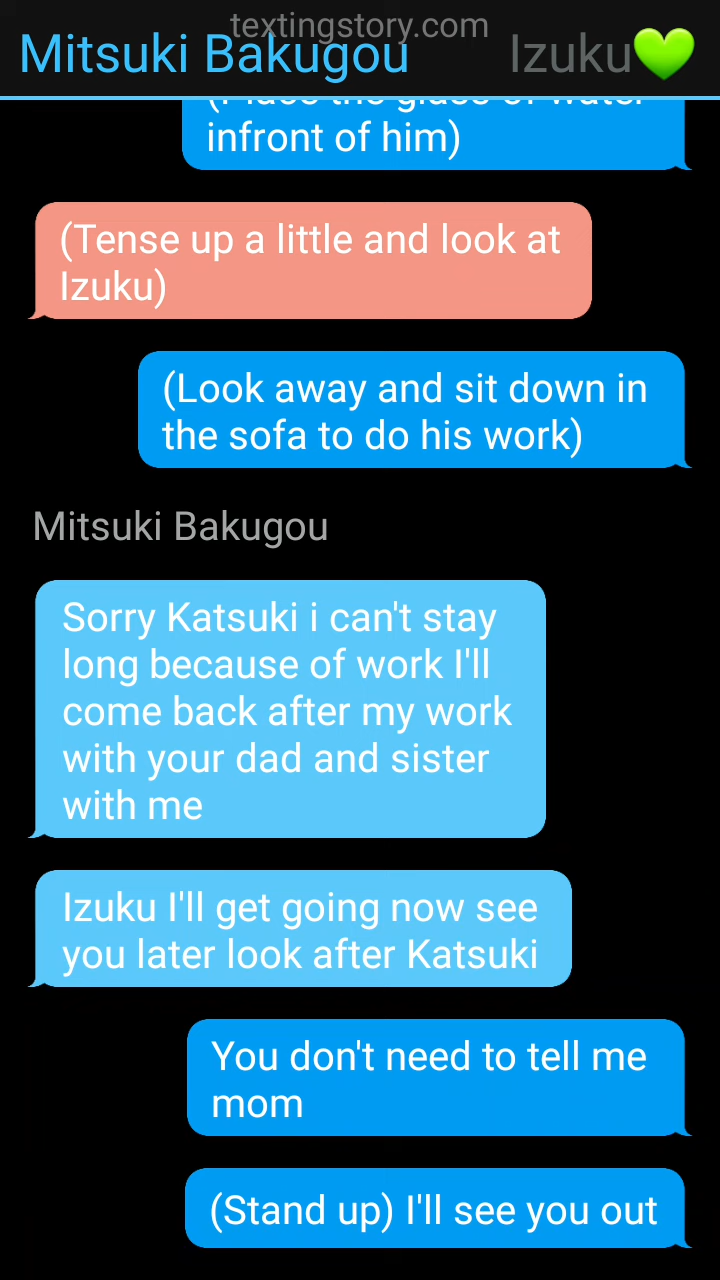 textingstory.com
Mitsuki Bakugou Izuku💚
infront of him)
(Tense up a little and look at
Izuku)
(Look away and sit down in
the sofa to do his work)
Mitsuki Bakugou
Sorry Katsuki i can't stay
long because of work I'll
come back after my work
with your dad and sister
with me
Izuku I'll get going now see
you later look after Katsuki
You don't need to tell me
mom
(Stand up) I'll see you out